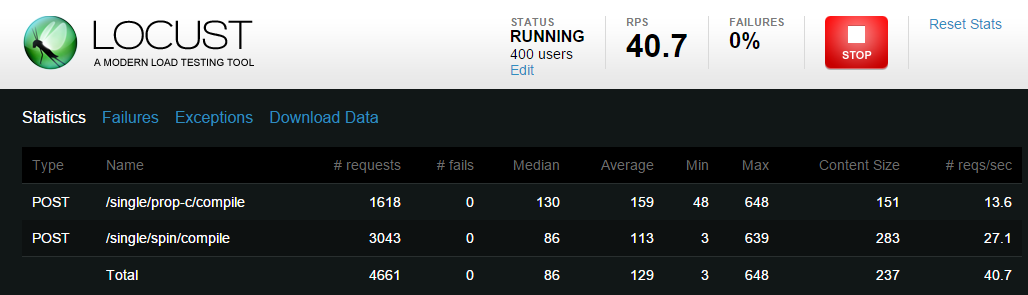 LOCUST
A MODERN LOAD TESTING TOOL
STATUS
RUNNING
400 users
Edit
RPS
40.7
FAILURES
0%
STOP
Reset Stats
Statistics Failures Exceptions Download Data
Type Name # requests # fails Median Average Min Max Content Size # reqs/sec
POST /single/prop-c/compile 1618 0 130 159 48 648 151 13.6
POST /single/spin/compile 3043 0 86 113 3 639 283 27.1
Total 4661 0 86 129 3 648 237 40.7